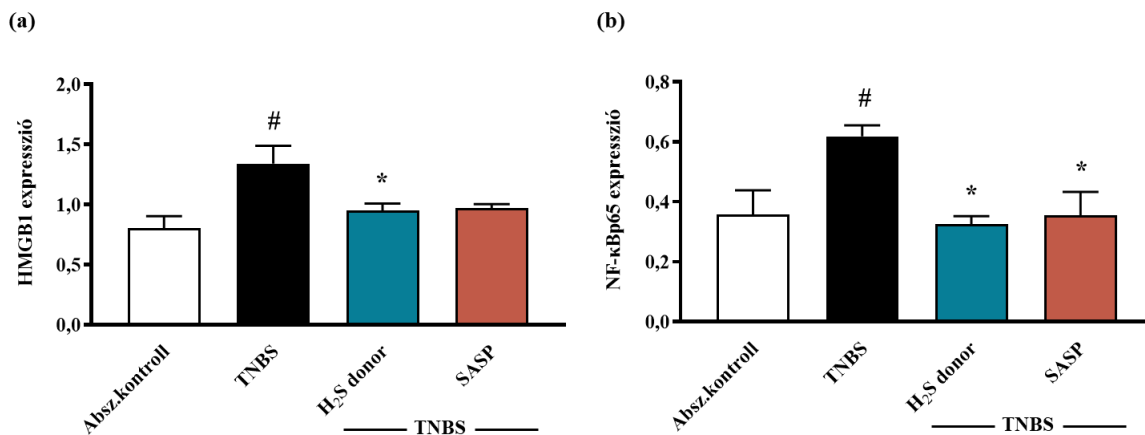 (a)
HMGB1 expresszió
2,0
1,5
1,0
0,5
0,0
#
*
Absz.kontroll
TNBS
H₂S donor
SASP
TNBS
(b)
NF-κBp65 expresszió
0,8
0,6
0,4
0,2
0,0
#
*
*
Absz.kontroll
TNBS
H₂S donor
SASP
TNBS